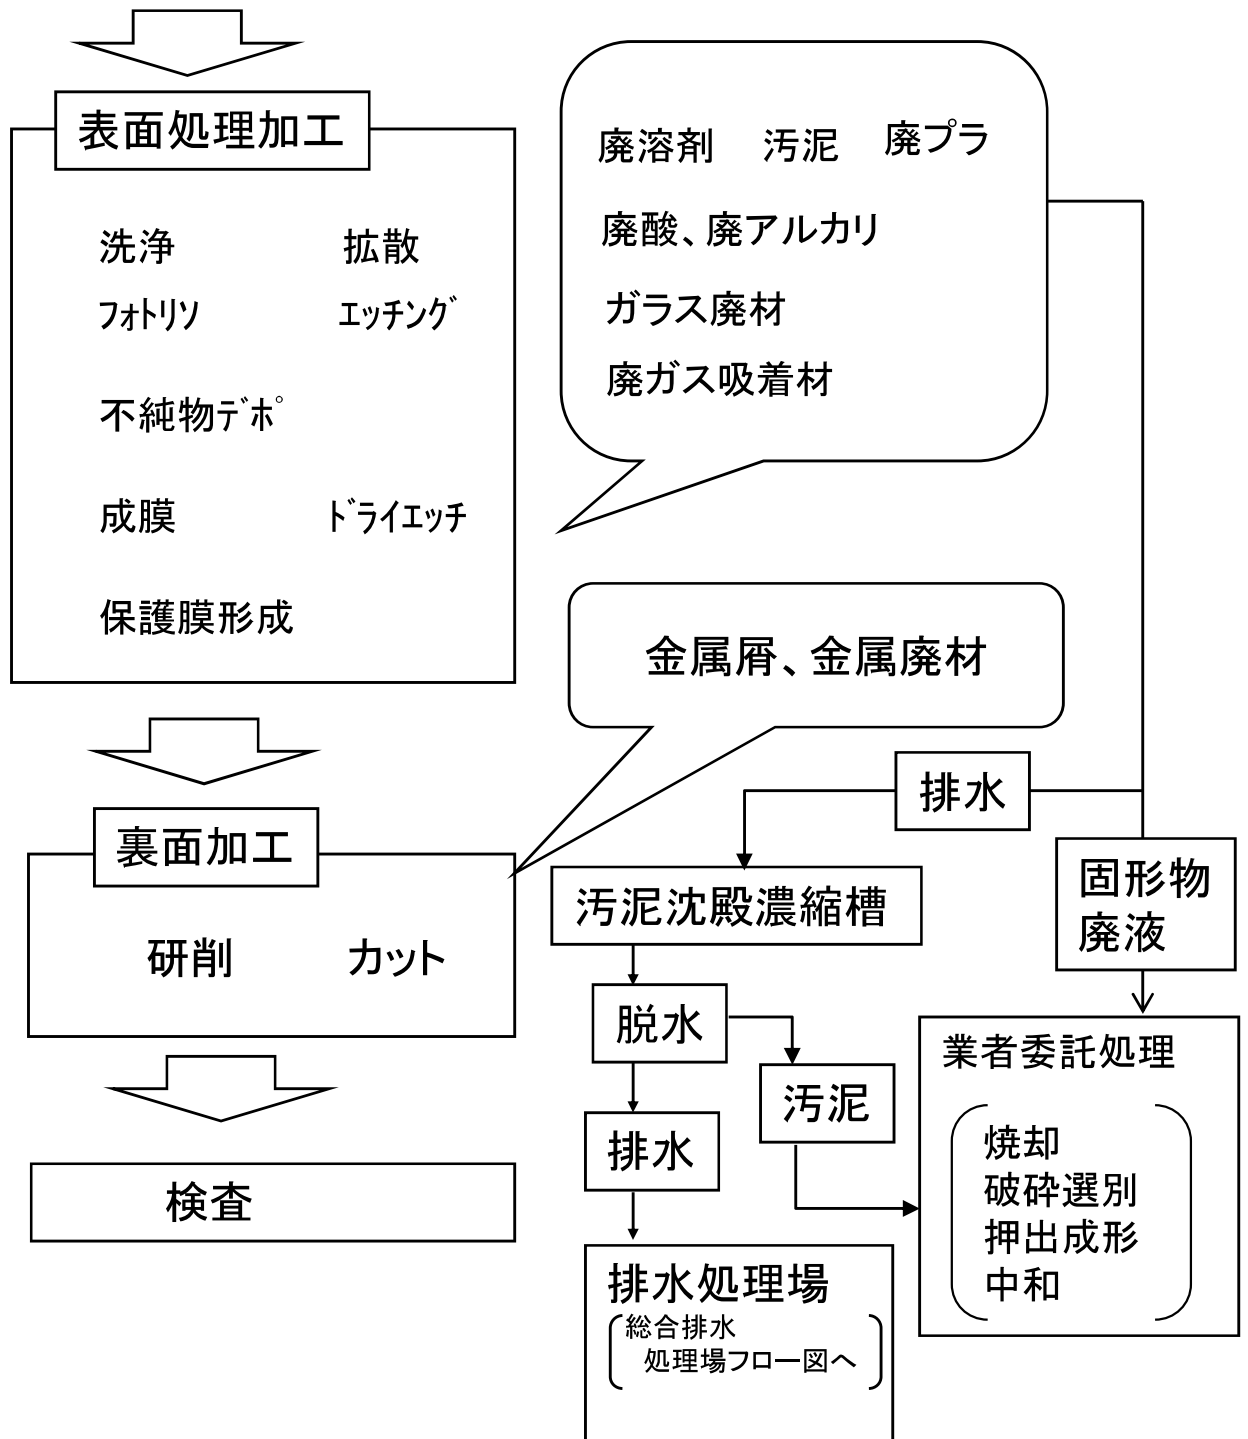 表面処理加工
洗浄 拡散
フォトリソ エッチング
不純物デポ
成膜 ドライエッチ
保護膜形成
廃溶剤 汚泥 廃プラ
廃酸、廃アルカリ
ガラス廃材
廃ガス吸着材
金属屑、金属廃材
裏面加工
研削 カット
検査
排水
汚泥沈殿濃縮槽
脱水
汚泥
排水
排水処理場
総合排水
処理場フロー図へ
固形物
廃液
業者委託処理
焼却
破砕選別
押出成形
中和